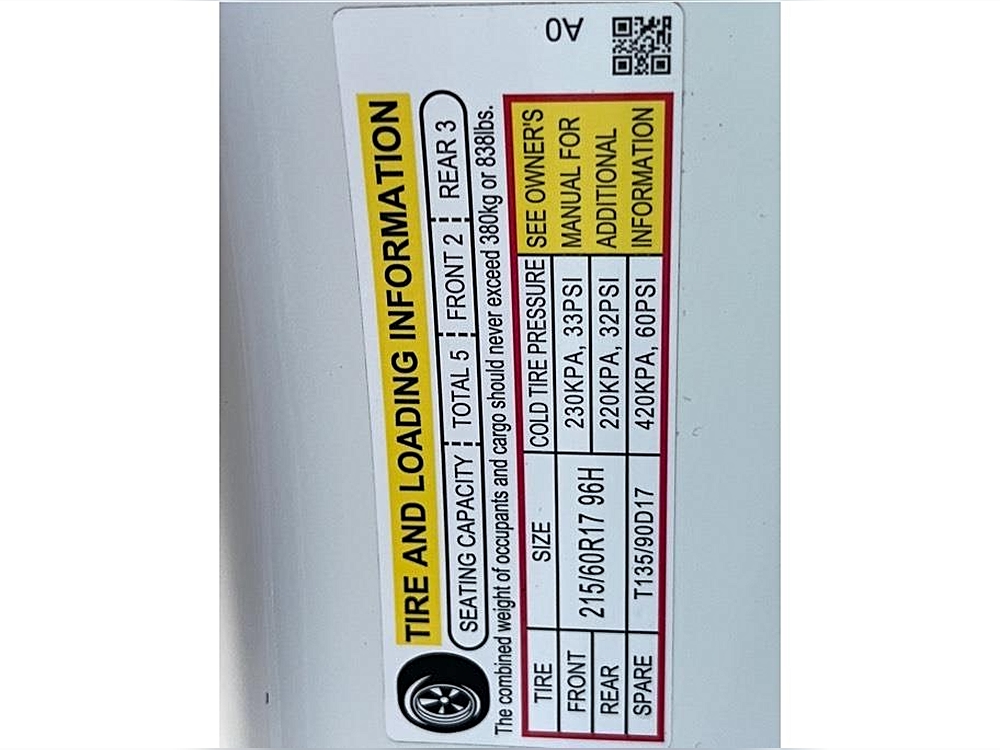 TIRE AND LOADING INFORMATION
SEATING CAPACITY TOTAL 5 FRONT 2 REAR 3
The combined weight of occupants and cargo should never exceed 380kg or 838lbs.
TIRE SIZE COLD TIRE PRESSURE SEE OWNER'S
FRONT 215/60R17 96H 230KPA, 33PSI MANUAL FOR
REAR 220KPA, 32PSI ADDITIONAL
SPARE T135/90D17 420KPA, 60PSI INFORMATION
A0